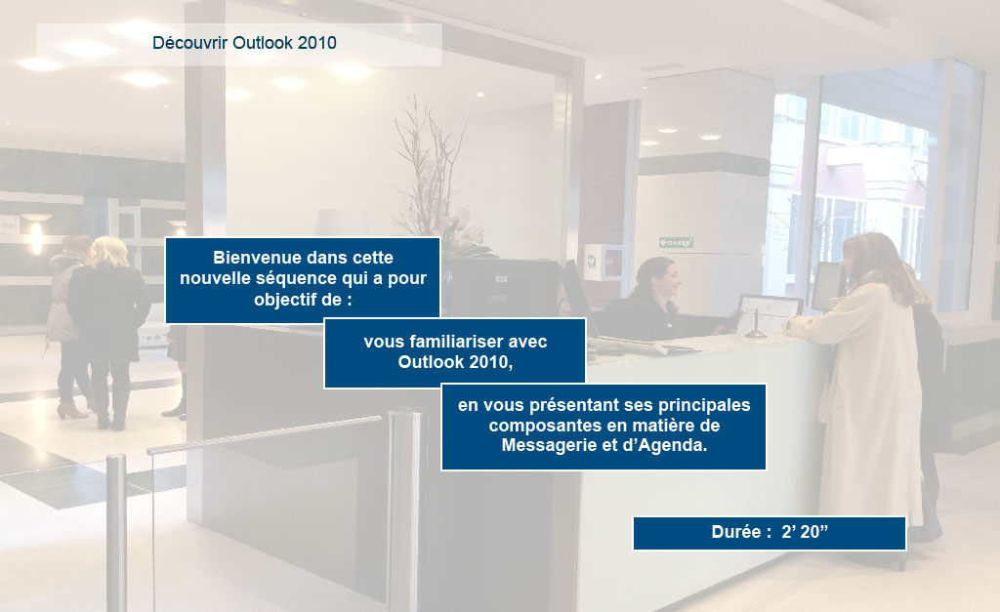 Découvrir Outlook 2010
Bienvenue dans cette
nouvelle séquence qui a pour
objectif de :
vous familiariser avec
Outlook 2010,
en vous présentant ses principales
composantes en matière de
Messagerie et d’Agenda.
Durée :  2’ 20”